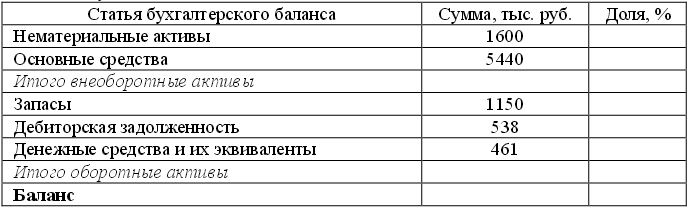 Статья бухгалтерского баланса Сумма, тыс. руб. Доля, %
Нематериальные активы 1600
Основные средства 5440
Итого внеоборотные активы
Запасы 1150
Дебиторская задолженность 538
Денежные средства и их эквиваленты 461
Итого оборотные активы
Баланс